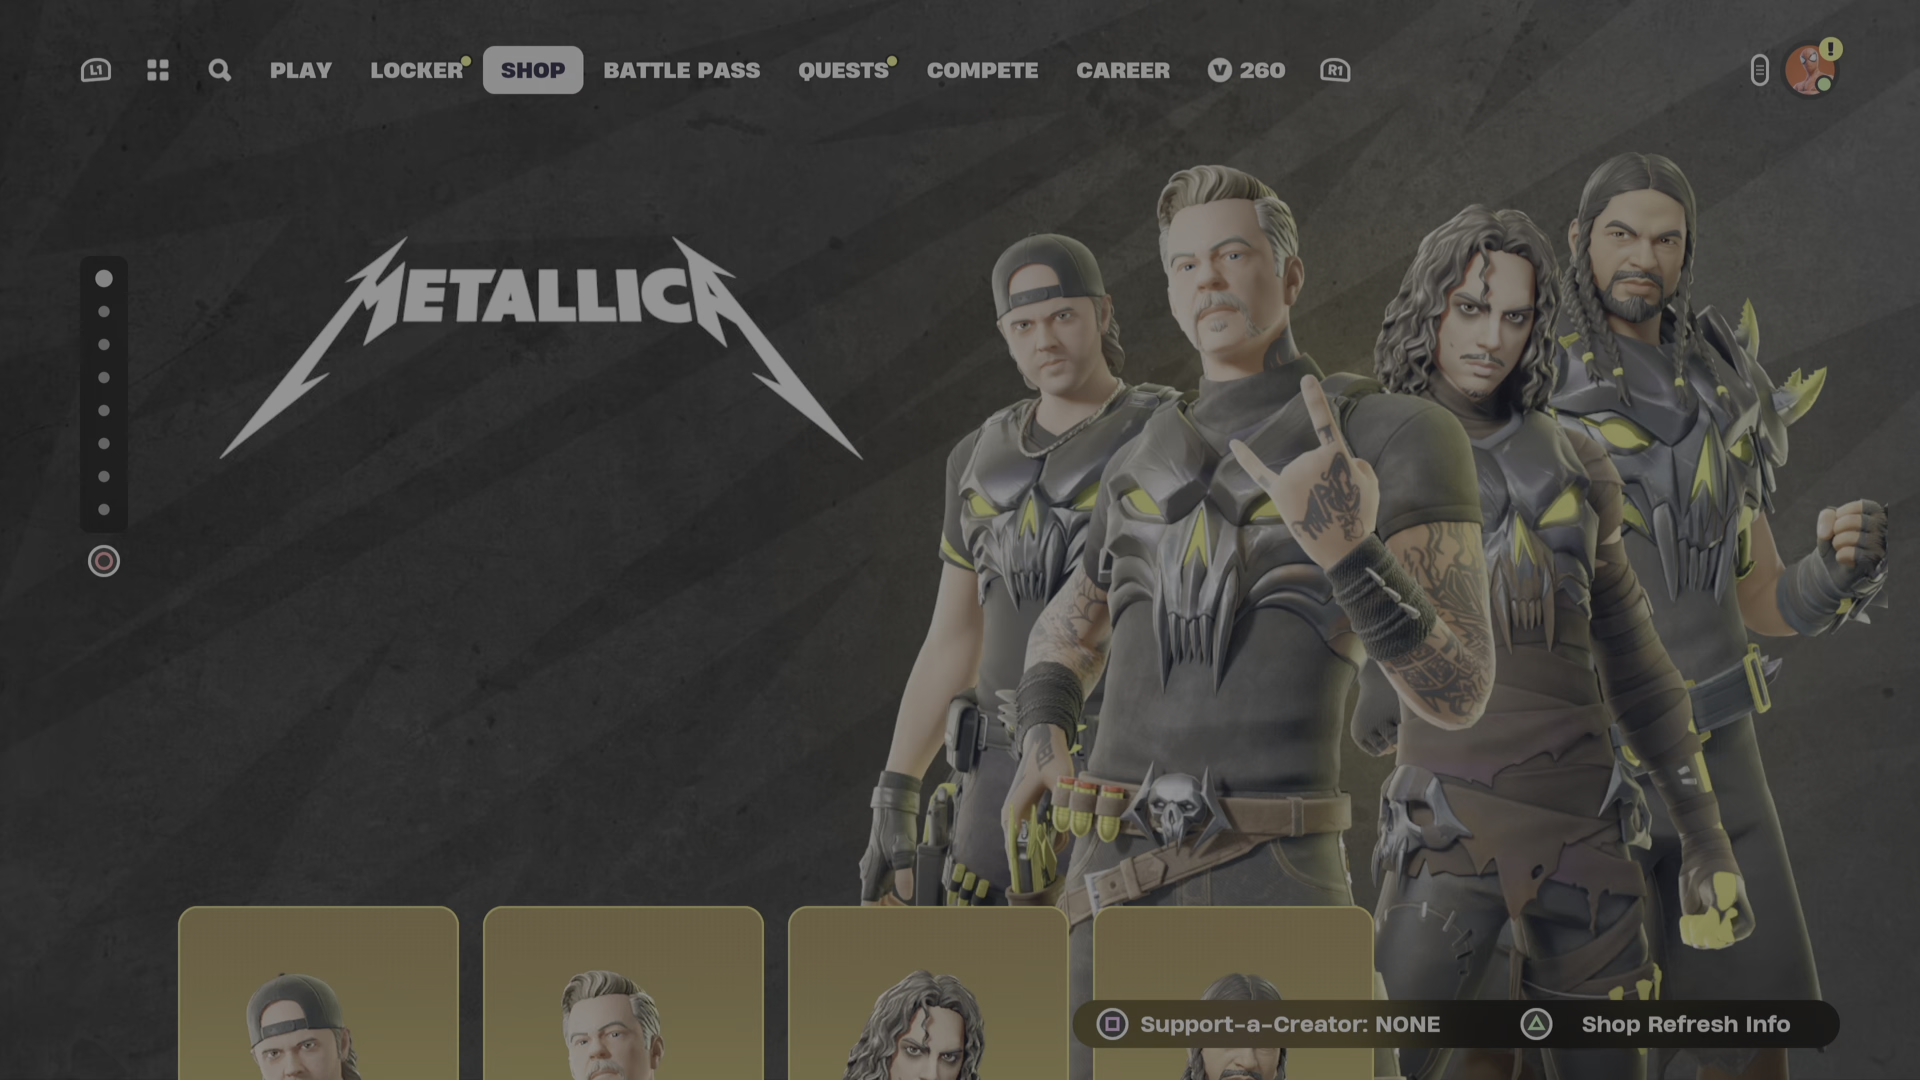 L1 PLAY LOCKER SHOP BATTLE PASS QUESTS COMPETE CAREER V 260 R1 !
METALLICA
Support-a-Creator: NONE
Shop Refresh Info